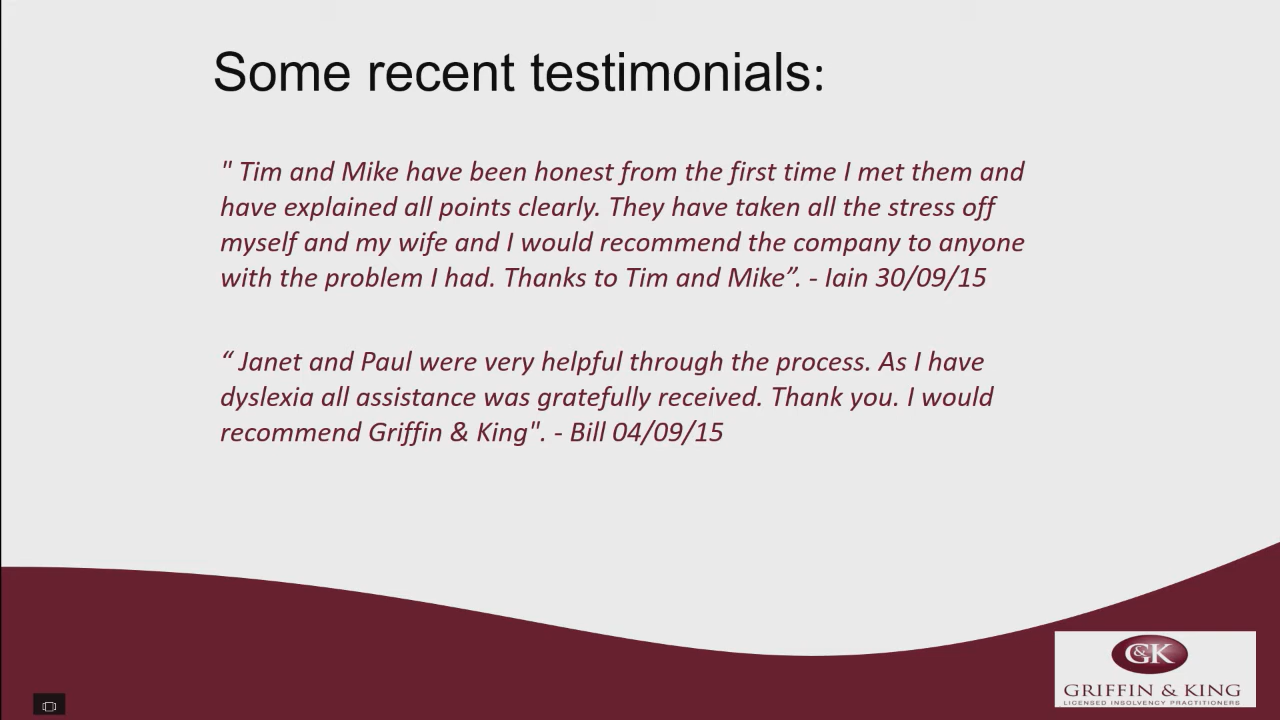 Some recent testimonials:
" Tim and Mike have been honest from the first time I met them and
have explained all points clearly. They have taken all the stress off
myself and my wife and I would recommend the company to anyone
with the problem I had. Thanks to Tim and Mike”. - Iain 30/09/15
“ Janet and Paul were very helpful through the process. As I have
dyslexia all assistance was gratefully received. Thank you. I would
recommend Griffin & King". - Bill 04/09/15
G&K
GRIFFIN & KING
LICENSED INSOLVENCY PRACTITIONERS